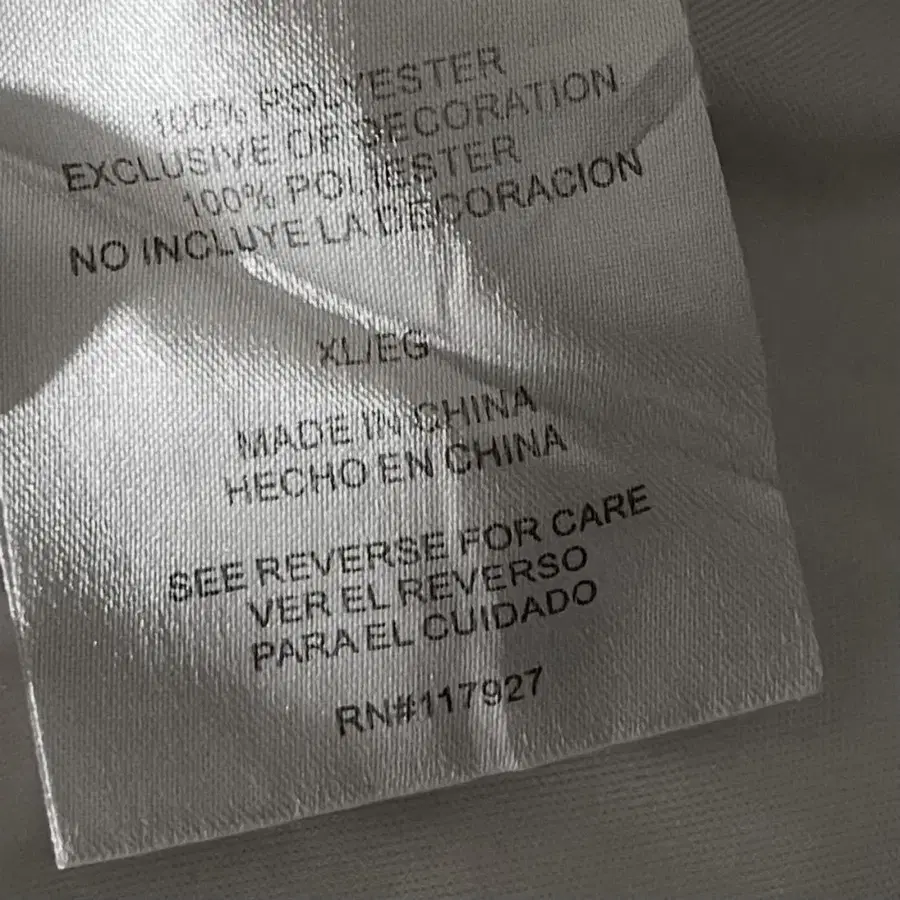 100% POLYESTER
EXCLUSIVE OF DECORATION
100% POLIESTER
NO INCLUYE LA DECORACION
XL/EG
MADE IN CHINA
HECHO EN CHINA
SEE REVERSE FOR CARE
VER EL REVERSO
PARA EL CUIDADO
RN#117927